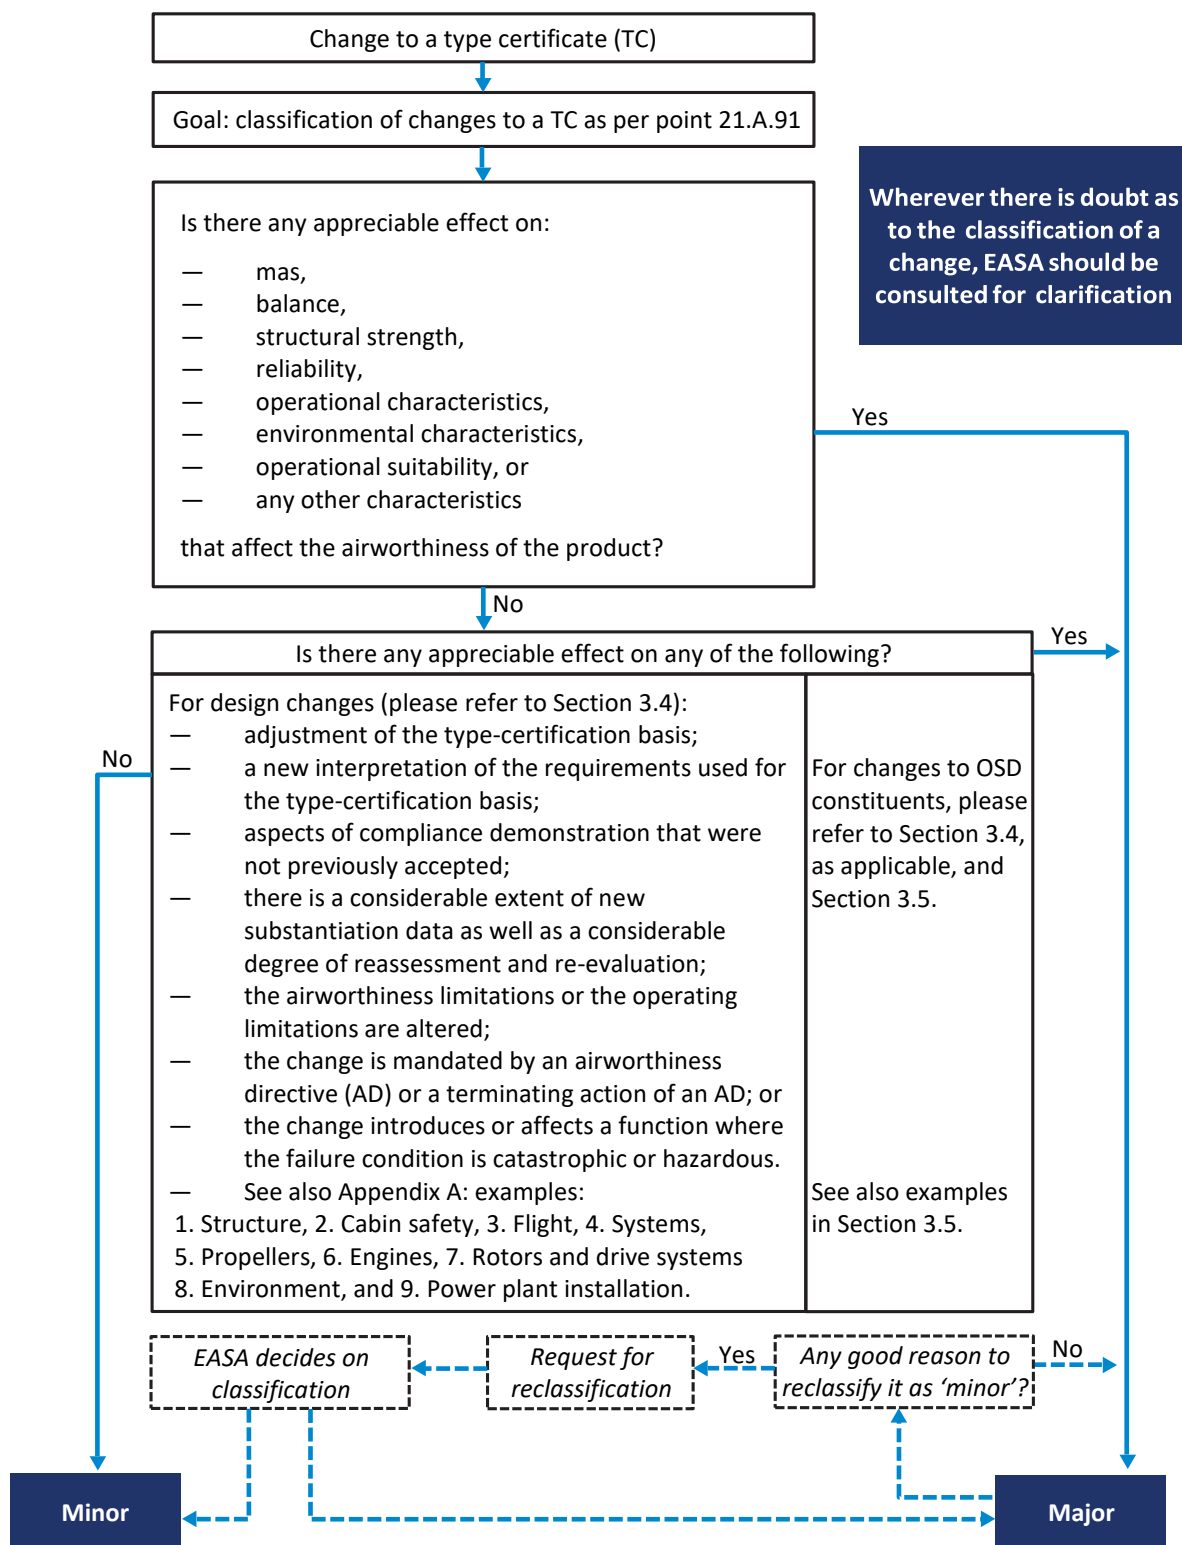 Change to a type certificate (TC)
Goal: classification of changes to a TC as per point 21.A.91
Wherever there is doubt as
to the classification of a
change, EASA should be
consulted for clarification
Is there any appreciable effect on:
— mas,
— balance,
— structural strength,
— reliability,
— operational characteristics,
— environmental characteristics,
— operational suitability, or
— any other characteristics
that affect the airworthiness of the product?
Yes
No
Is there any appreciable effect on any of the following?
Yes
No
For design changes (please refer to Section 3.4):
— adjustment of the type-certification basis;
— a new interpretation of the requirements used for
the type-certification basis;
— aspects of compliance demonstration that were
not previously accepted;
— there is a considerable extent of new
substantiation data as well as a considerable
degree of reassessment and re-evaluation;
— the airworthiness limitations or the operating
limitations are altered;
— the change is mandated by an airworthiness
directive (AD) or a terminating action of an AD; or
— the change introduces or affects a function where
the failure condition is catastrophic or hazardous.
— See also Appendix A: examples:
1. Structure, 2. Cabin safety, 3. Flight, 4. Systems,
5. Propellers, 6. Engines, 7. Rotors and drive systems
8. Environment, and 9. Power plant installation.
For changes to OSD
constituents, please
refer to Section 3.4,
as applicable, and
Section 3.5.
See also examples
in Section 3.5.
EASA decides on
classification
Request for
reclassification
Yes
Any good reason to
reclassify it as ‘minor’?
No
Minor
Major